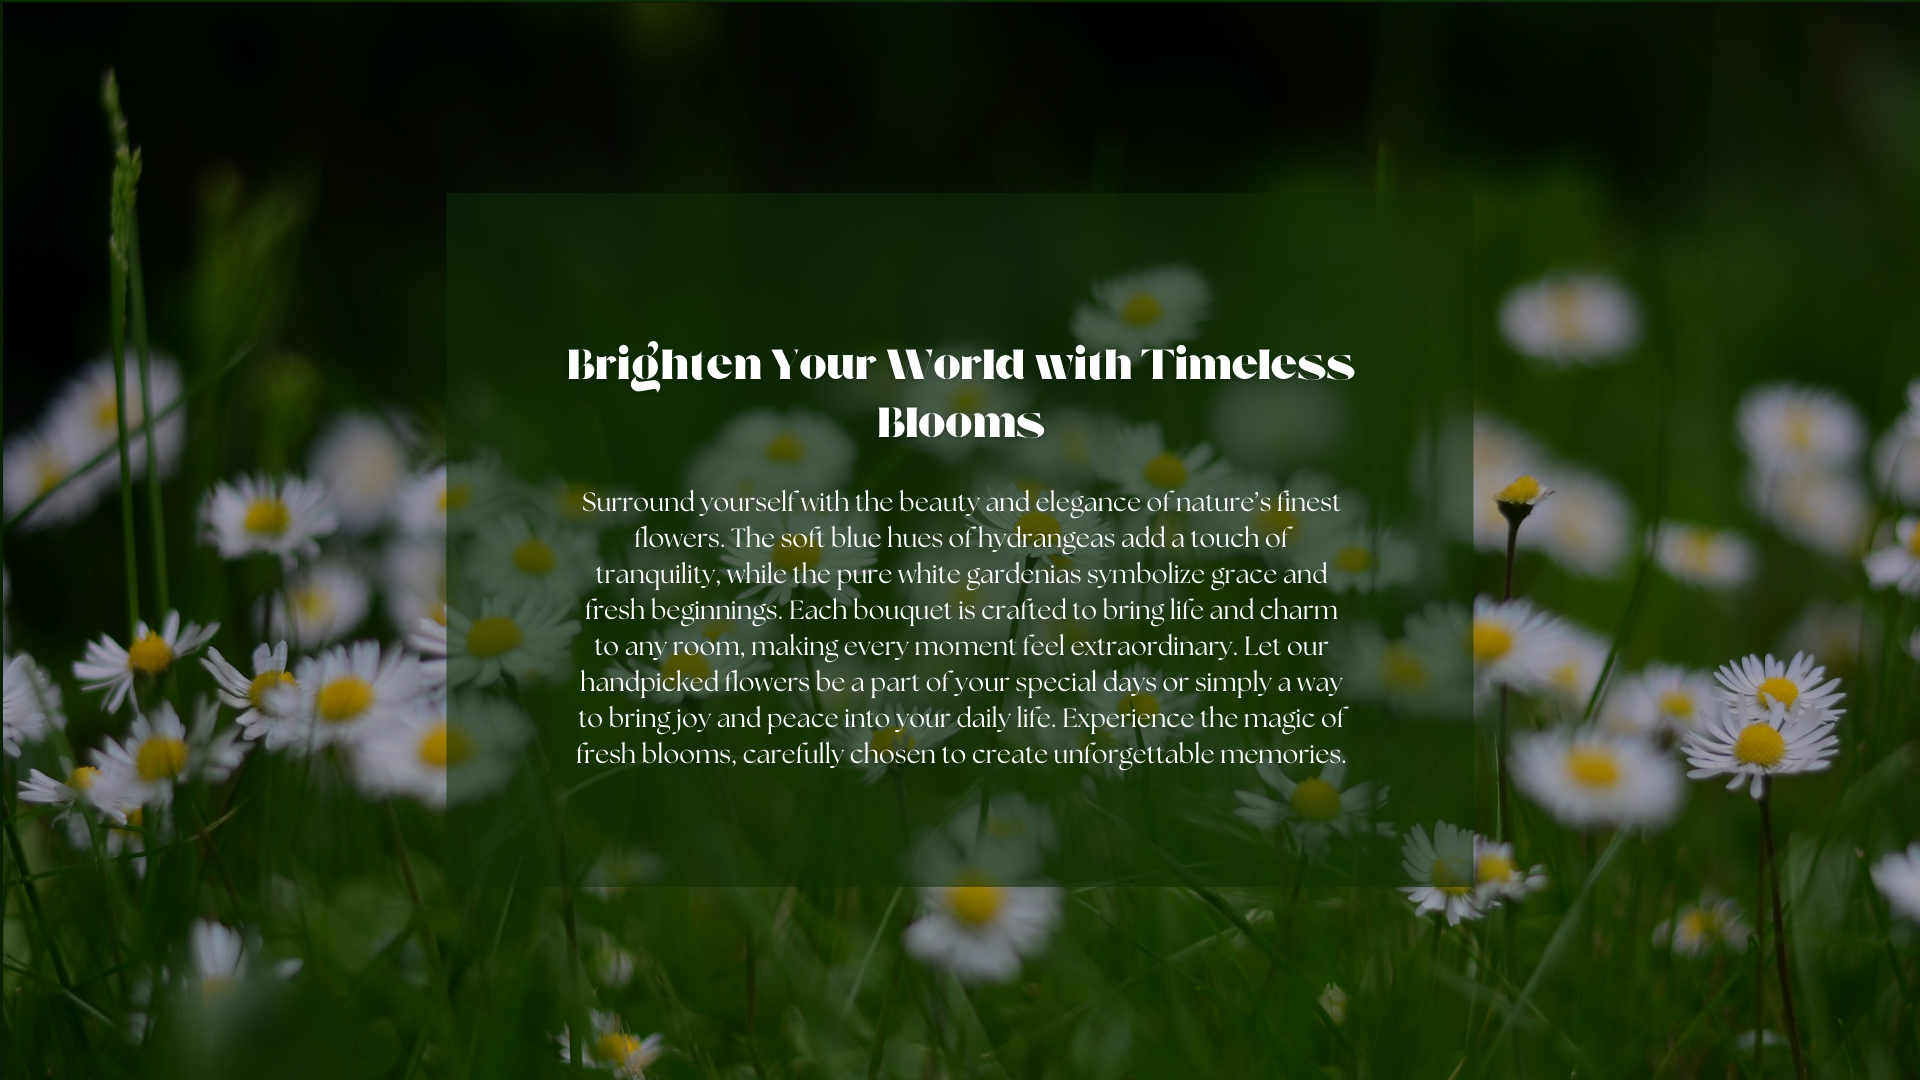 Brighten Your World with Timeless
Blooms
Surround yourself with the beauty and elegance of nature’s finest
flowers. The soft blue hues of hydrangeas add a touch of
tranquility, while the pure white gardenias symbolize grace and
fresh beginnings. Each bouquet is crafted to bring life and charm
to any room, making every moment feel extraordinary. Let our
handpicked flowers be a part of your special days or simply a way
to bring joy and peace into your daily life. Experience the magic of
fresh blooms, carefully chosen to create unforgettable memories.